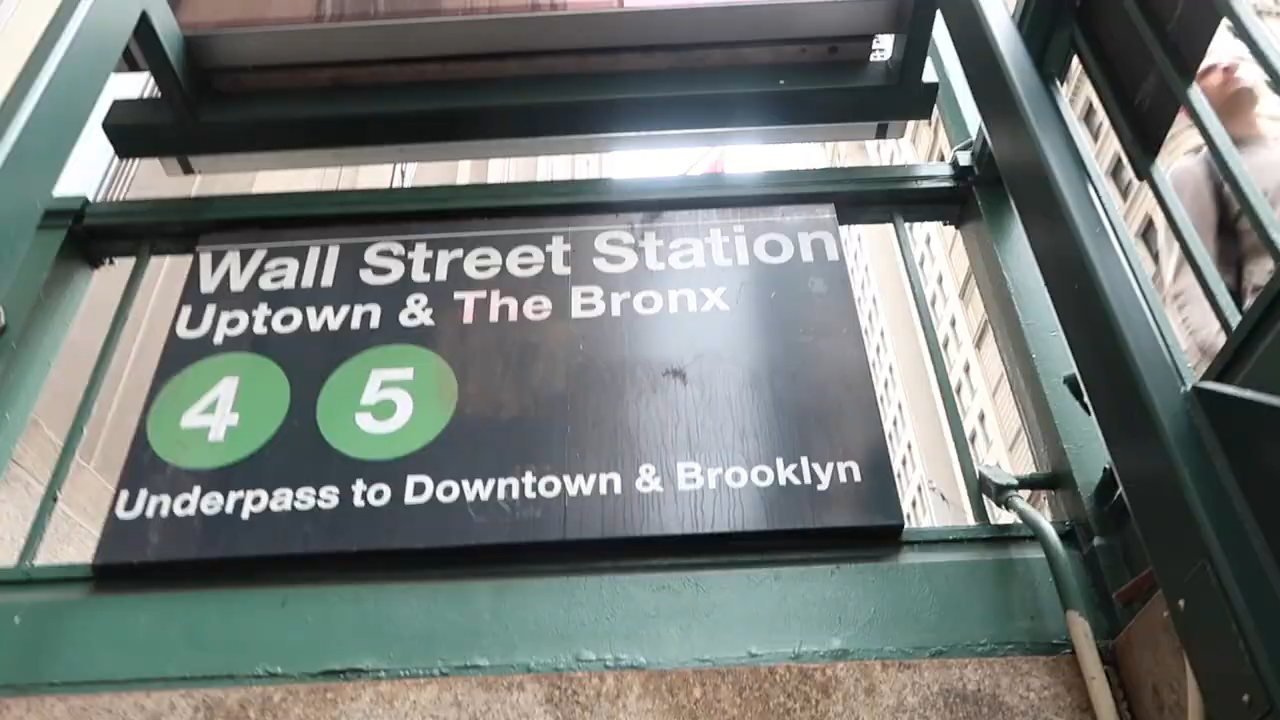 Wall Street Station
Uptown & The Bronx
4 5
Underpass to Downtown & Brooklyn